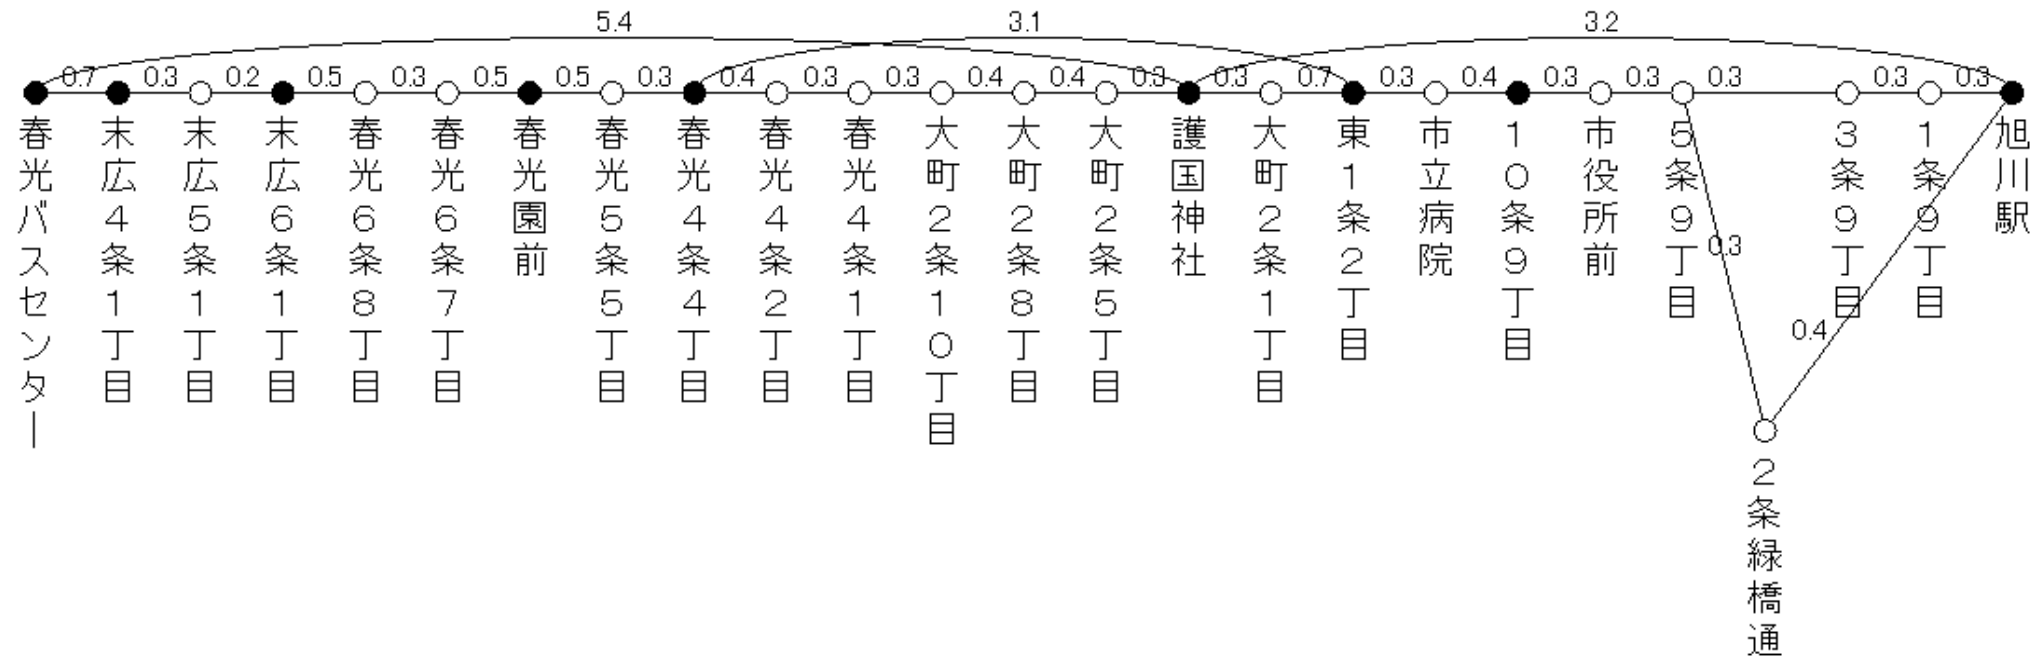 5.4
3.1
3.2
0.7 0.3 0.2 0.5 0.3 0.5 0.5 0.3 0.4 0.3 0.3 0.4 0.4 0.3 0.3 0.7 0.3 0.4 0.3 0.3 0.3 0.3 0.3
春光バスセンター
末広4条1丁目
末広5条1丁目
末広6条1丁目
春光6条8丁目
春光6条7丁目
春光園前
春光5条5丁目
春光4条4丁目
春光4条2丁目
春光4条1丁目
大町2条10丁目
大町2条8丁目
大町2条5丁目
護国神社
大町2条1丁目
東1条2丁目
市立病院
10条9丁目
市役所前
5条9丁目
0.3
2条緑橋通
0.4
3条9丁目
1条9丁目
旭川駅